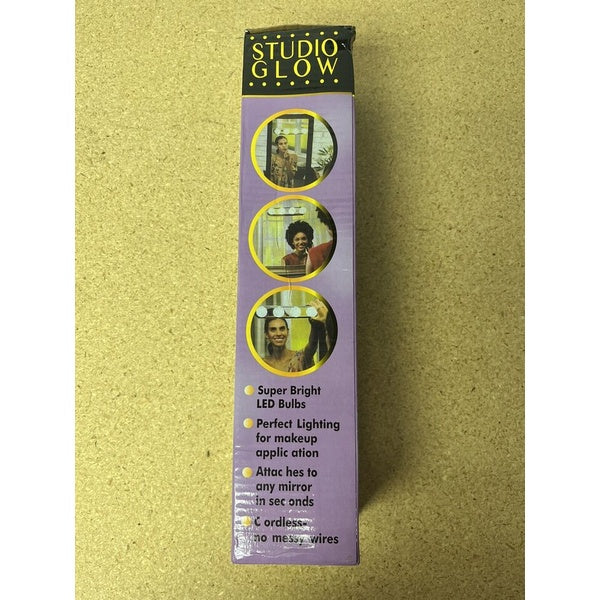 STUDIO
GLOW
Super Bright
LED Bulbs
Perfect Lighting
for makeup
applic ation
Attac hes to
any mirror
in sec onds
C ordless-
no messy wires